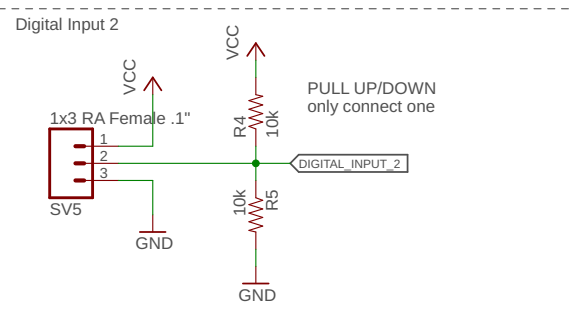 Digital Input 2
VCC
VCC
PULL UP/DOWN
only connect one
1x3 RA Female .1"
R4
10k
1
2
3
DIGITAL_INPUT_2
10k
R5
SV5
GND
GND